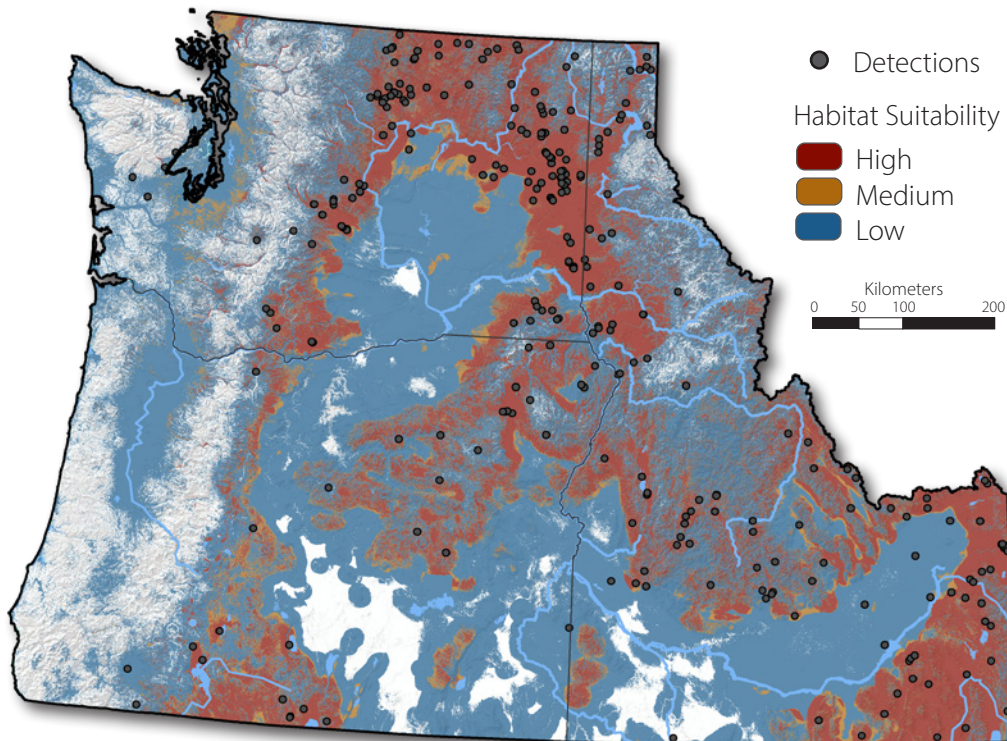 Detections
Habitat Suitability
High
Medium
Low
Kilometers
0 50 100 200